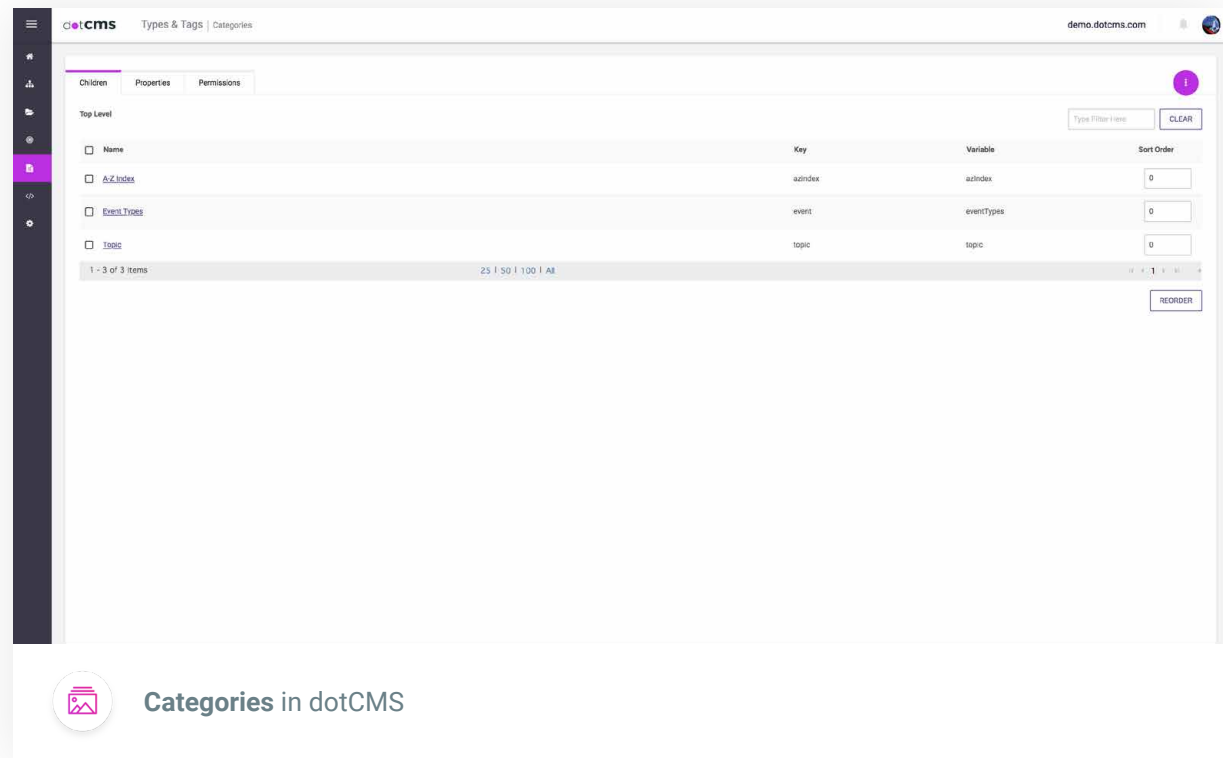 dotcms Types & Tags | Categories demo.dotcms.com
Children Properties Permissions
Top Level Type Filter Here CLEAR
Name Key Variable Sort Order
A-Z Index azindex azIndex 0
Event Types event eventTypes 0
Topic topic topic 0
1 - 3 of 3 Items 25 | 50 | 100 | All 1
REORDER
Categories in dotCMS